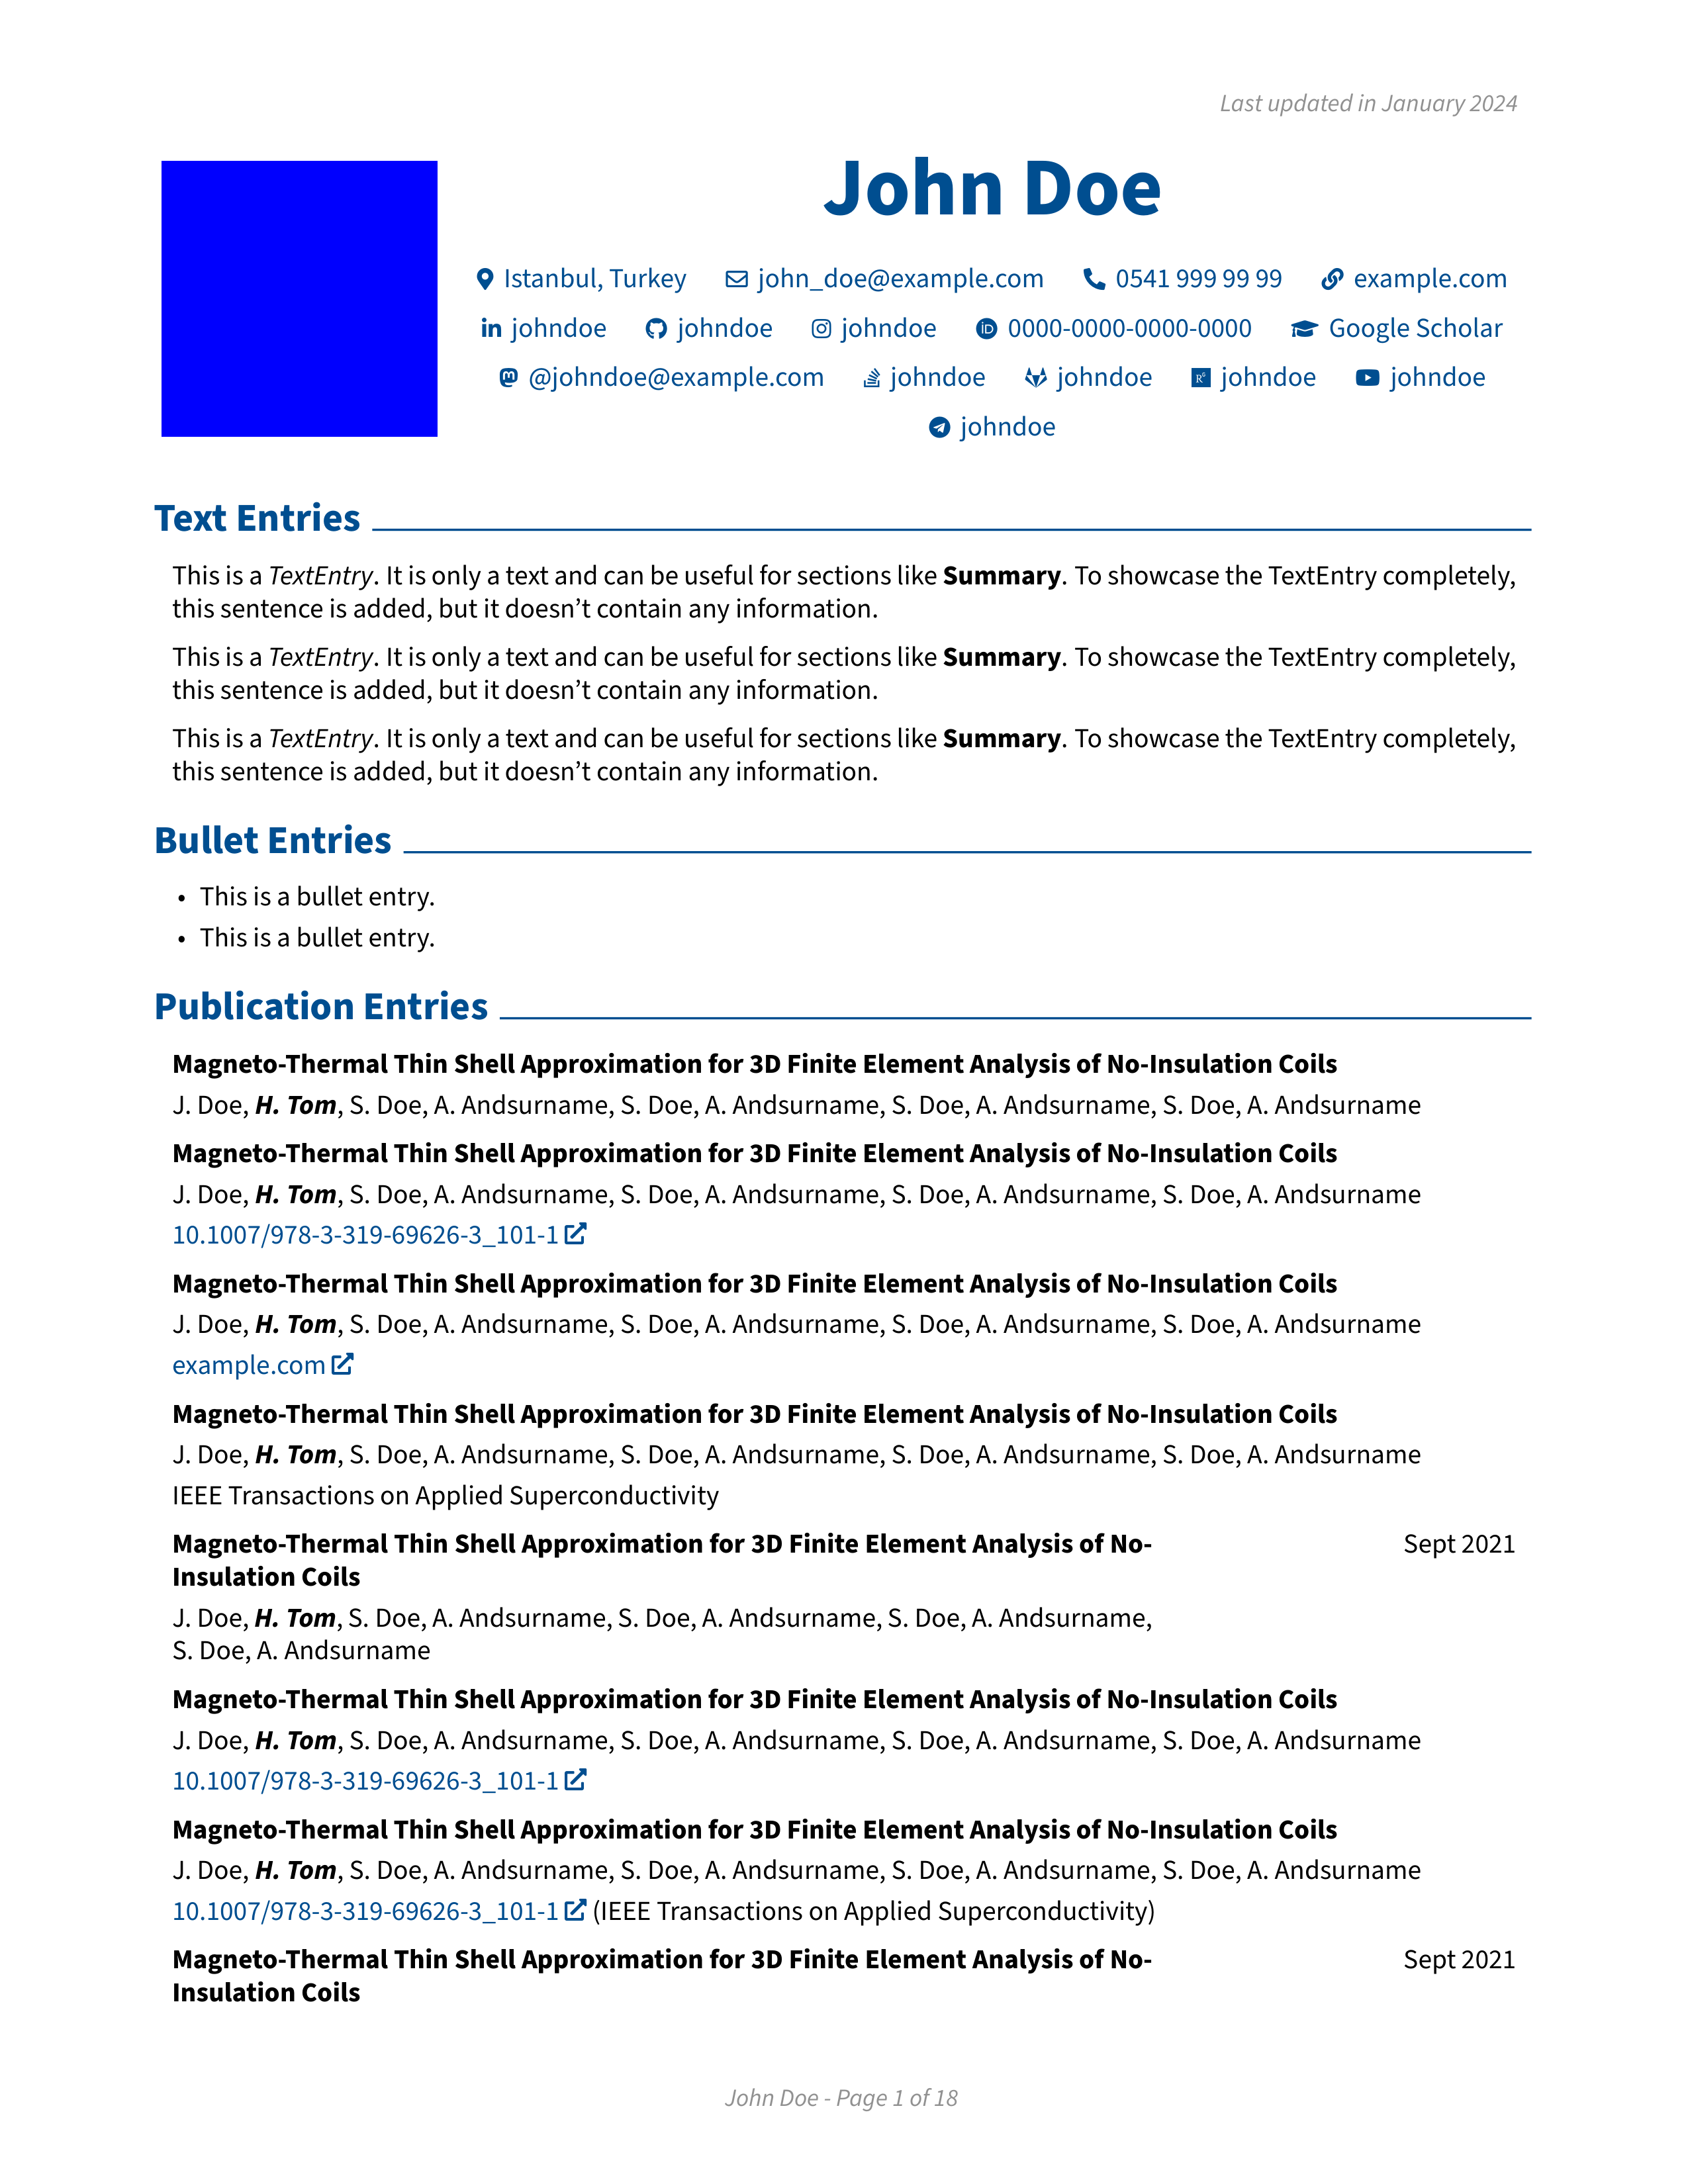 Last updated in January 2024
John Doe
Istanbul, Turkey john_doe@example.com 0541 999 99 99 example.com
johndoe johndoe johndoe 0000-0000-0000-0000 Google Scholar
@johndoe@example.com johndoe johndoe johndoe johndoe
johndoe
Text Entries
This is a TextEntry. It is only a text and can be useful for sections like Summary. To showcase the TextEntry completely,
this sentence is added, but it doesn’t contain any information.
This is a TextEntry. It is only a text and can be useful for sections like Summary. To showcase the TextEntry completely,
this sentence is added, but it doesn’t contain any information.
This is a TextEntry. It is only a text and can be useful for sections like Summary. To showcase the TextEntry completely,
this sentence is added, but it doesn’t contain any information.
Bullet Entries
• This is a bullet entry.
• This is a bullet entry.
Publication Entries
Magneto-Thermal Thin Shell Approximation for 3D Finite Element Analysis of No-Insulation Coils
J. Doe, H. Tom, S. Doe, A. Andsurname, S. Doe, A. Andsurname, S. Doe, A. Andsurname, S. Doe, A. Andsurname
Magneto-Thermal Thin Shell Approximation for 3D Finite Element Analysis of No-Insulation Coils
J. Doe, H. Tom, S. Doe, A. Andsurname, S. Doe, A. Andsurname, S. Doe, A. Andsurname, S. Doe, A. Andsurname
10.1007/978-3-319-69626-3_101-1
Magneto-Thermal Thin Shell Approximation for 3D Finite Element Analysis of No-Insulation Coils
J. Doe, H. Tom, S. Doe, A. Andsurname, S. Doe, A. Andsurname, S. Doe, A. Andsurname, S. Doe, A. Andsurname
example.com
Magneto-Thermal Thin Shell Approximation for 3D Finite Element Analysis of No-Insulation Coils
J. Doe, H. Tom, S. Doe, A. Andsurname, S. Doe, A. Andsurname, S. Doe, A. Andsurname, S. Doe, A. Andsurname
IEEE Transactions on Applied Superconductivity
Magneto-Thermal Thin Shell Approximation for 3D Finite Element Analysis of No- Sept 2021
Insulation Coils
J. Doe, H. Tom, S. Doe, A. Andsurname, S. Doe, A. Andsurname, S. Doe, A. Andsurname,
S. Doe, A. Andsurname
Magneto-Thermal Thin Shell Approximation for 3D Finite Element Analysis of No-Insulation Coils
J. Doe, H. Tom, S. Doe, A. Andsurname, S. Doe, A. Andsurname, S. Doe, A. Andsurname, S. Doe, A. Andsurname
10.1007/978-3-319-69626-3_101-1
Magneto-Thermal Thin Shell Approximation for 3D Finite Element Analysis of No-Insulation Coils
J. Doe, H. Tom, S. Doe, A. Andsurname, S. Doe, A. Andsurname, S. Doe, A. Andsurname, S. Doe, A. Andsurname
10.1007/978-3-319-69626-3_101-1 (IEEE Transactions on Applied Superconductivity)
Magneto-Thermal Thin Shell Approximation for 3D Finite Element Analysis of No- Sept 2021
Insulation Coils
John Doe - Page 1 of 18